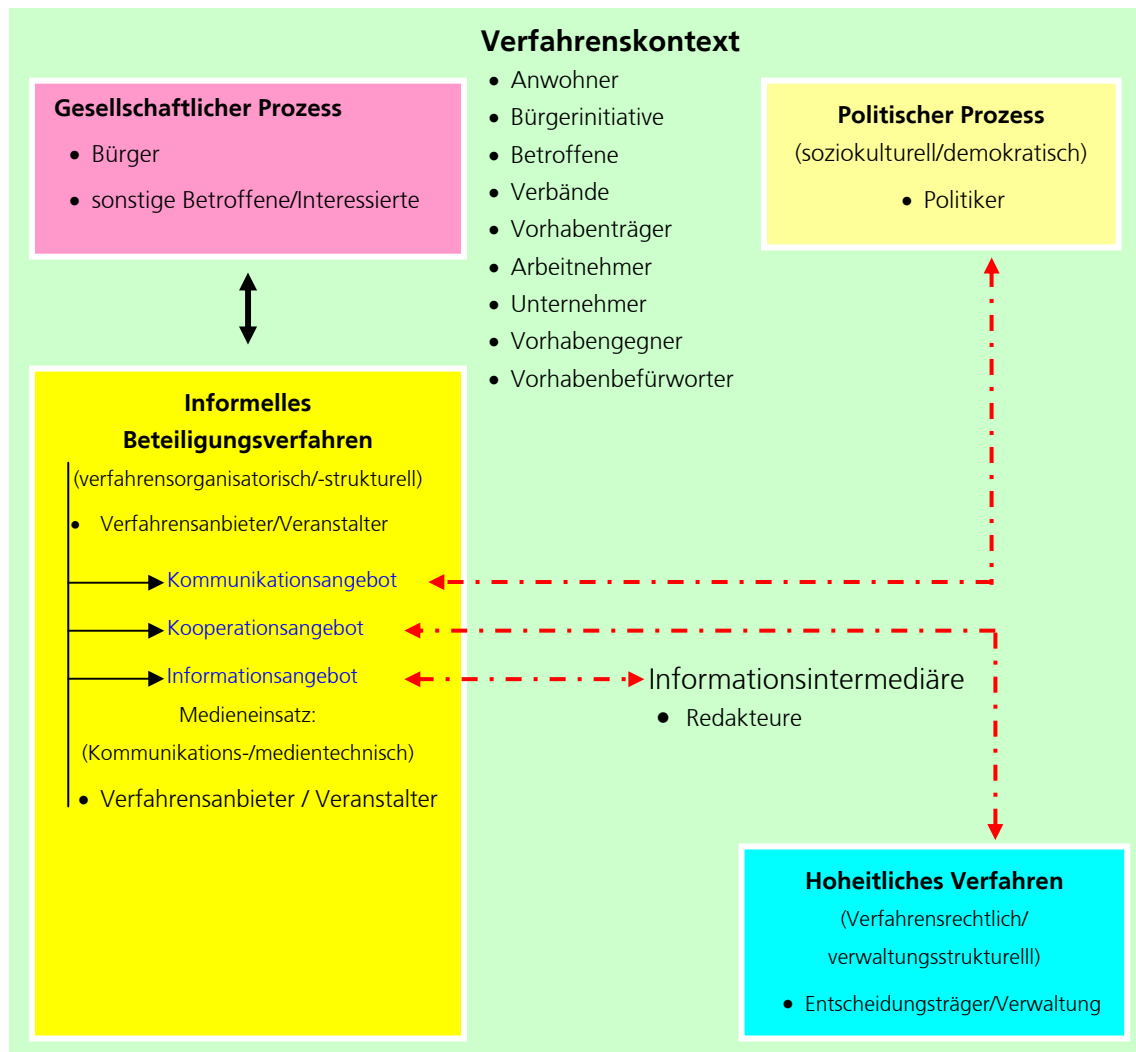 Verfahrenskontext
• Anwohner
• Bürgerinitiative
• Betroffene
• Verbände
• Vorhabenträger
• Arbeitnehmer
• Unternehmer
• Vorhabengegner
• Vorhabenbefürworter
Gesellschaftlicher Prozess
• Bürger
• sonstige Betroffene/Interessierte
Politischer Prozess
(soziokulturell/demokratisch)
• Politiker
Informelles
Beteiligungsverfahren
(verfahrensorganisatorisch/-strukturell)
• Verfahrensanbieter/Veranstalter
Kommunikationsangebot
Kooperationsangebot
Informationsangebot
Medieneinsatz:
(Kommunikations-/medientechnisch)
• Verfahrensanbieter / Veranstalter
Informationsintermediäre
• Redakteure
Hoheitliches Verfahren
(Verfahrensrechtlich/
verwaltungsstrukturelll)
• Entscheidungsträger/Verwaltung